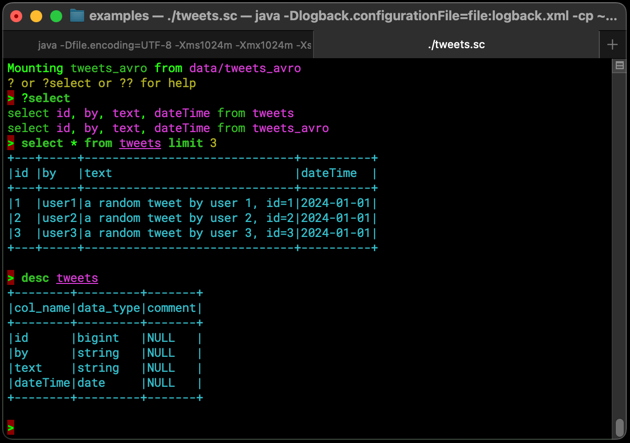 examples — ./tweets.sc — java -Dlogback.configurationFile=file:logback.xml -cp ~...
java -Dfile.encoding=UTF-8 -Xms1024m -Xmx1024m -Xs
./tweets.sc
+
Mounting tweets_avro from data/tweets_avro
? or ?select or ?? for help
> ?select
select id, by, text, dateTime from tweets
select id, by, text, dateTime from tweets_avro
> select * from tweets limit 3
+---+-----+------------------------------+----------+
|id |by   |text                          |dateTime  |
+---+-----+------------------------------+----------+
|1  |user1|a random tweet by user 1, id=1|2024-01-01|
|2  |user2|a random tweet by user 2, id=2|2024-01-01|
|3  |user3|a random tweet by user 3, id=3|2024-01-01|
+---+-----+------------------------------+----------+
> desc tweets
+--------+---------+-------+
|col_name|data_type|comment|
+--------+---------+-------+
|id      |bigint   |NULL   |
|by      |string   |NULL   |
|text    |string   |NULL   |
|dateTime|date     |NULL   |
+--------+---------+-------+
>